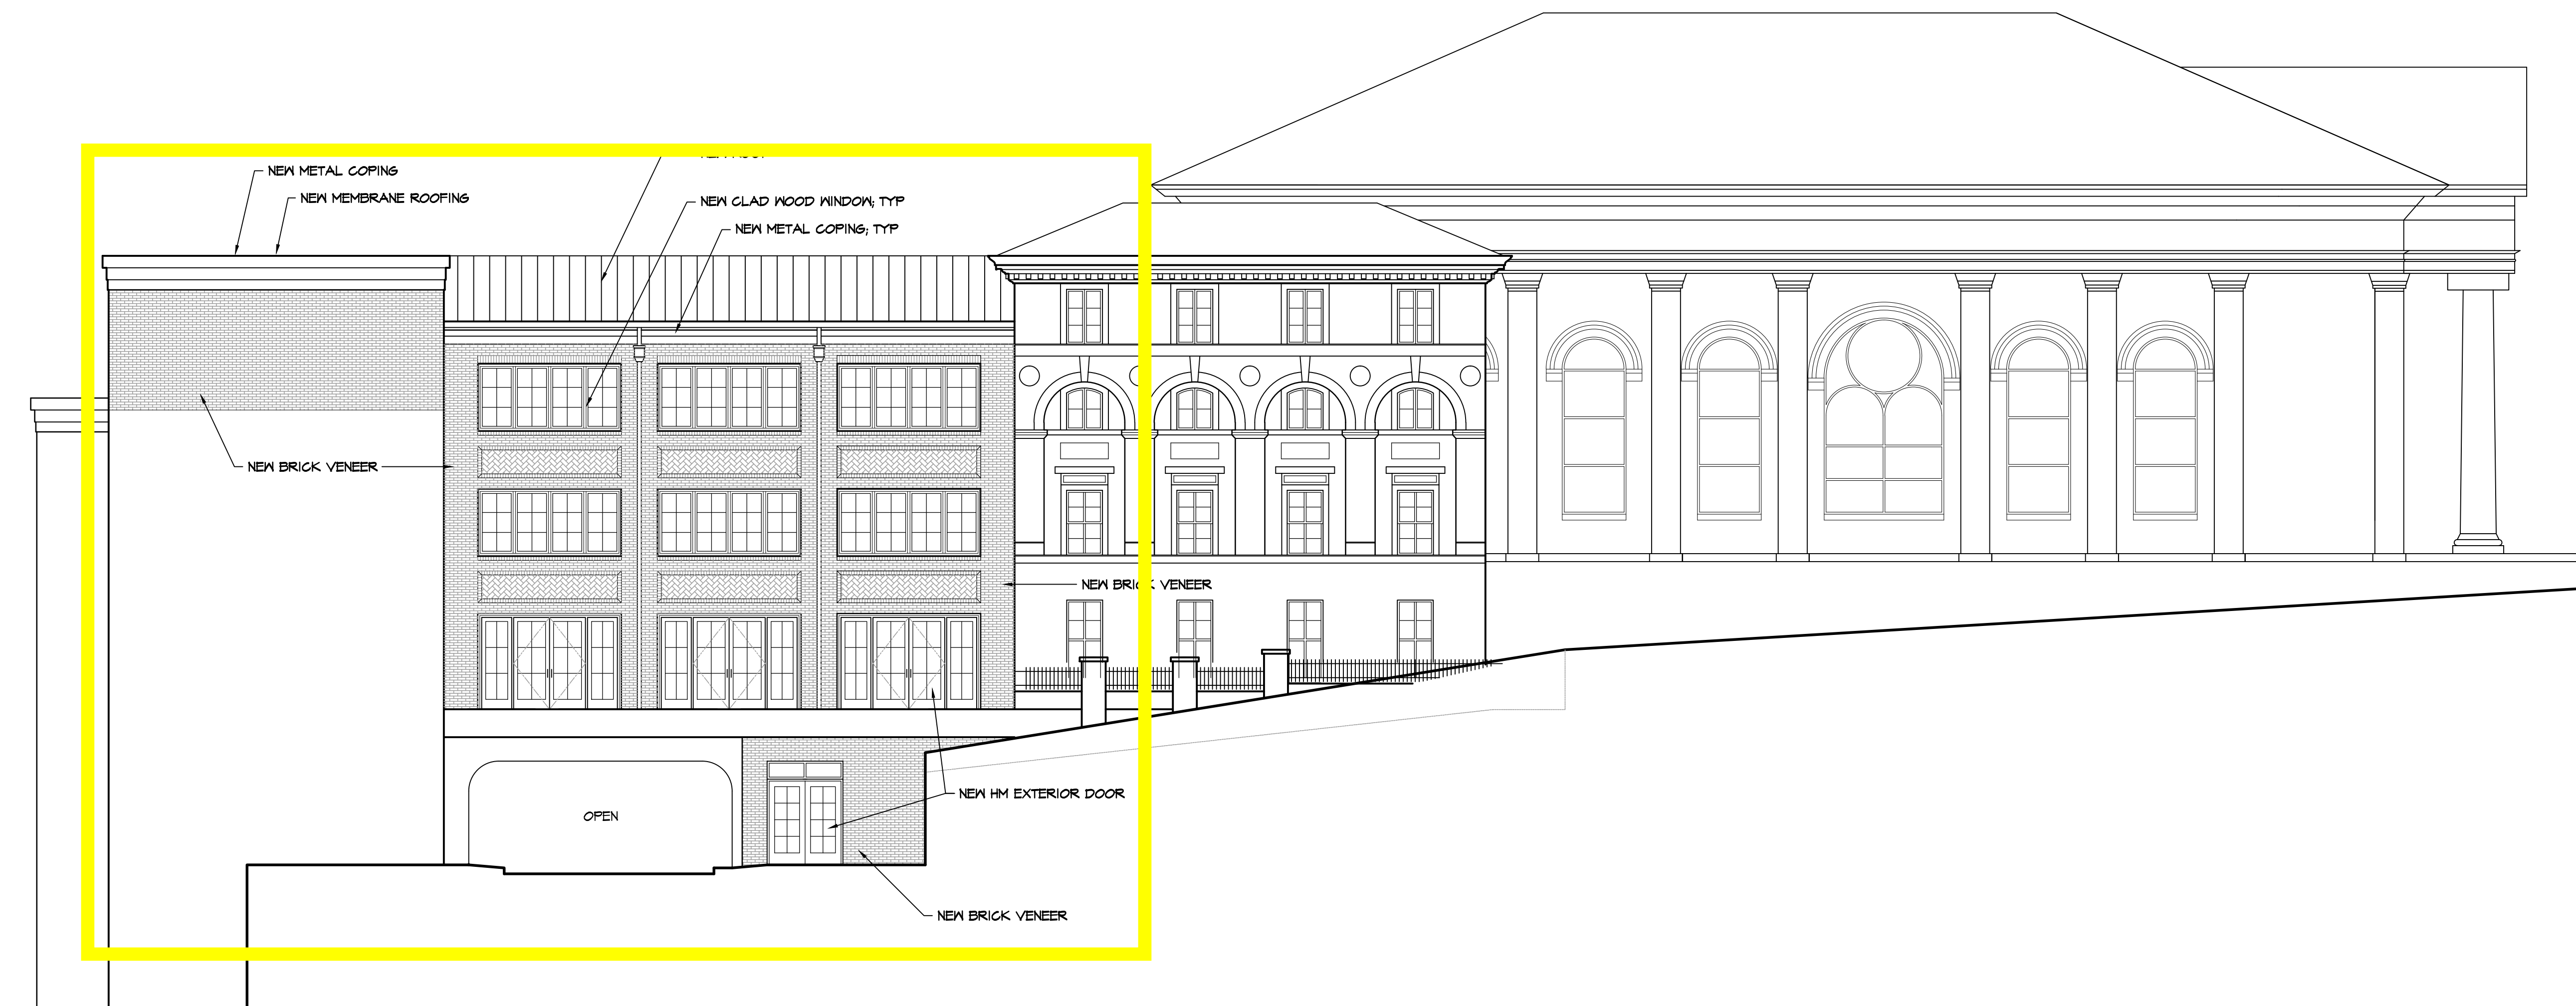 NEW METAL COPING
NEW MEMBRANE ROOFING
NEW CLAD WOOD WINDOW; TYP
NEW METAL COPING; TYP
NEW BRICK VENEER
NEW BRICK VENEER
NEW HM EXTERIOR DOOR
OPEN
NEW BRICK VENEER